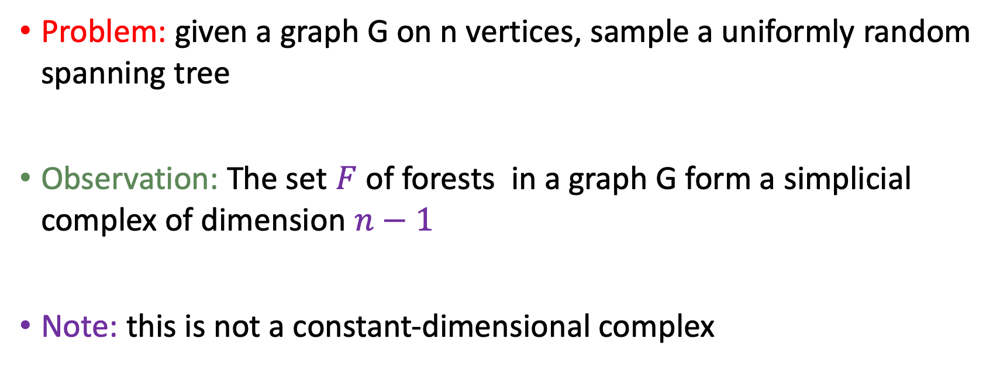 • Problem: given a graph G on n vertices, sample a uniformly random
spanning tree
• Observation: The set F of forests in a graph G form a simplicial
complex of dimension n − 1
• Note: this is not a constant-dimensional complex